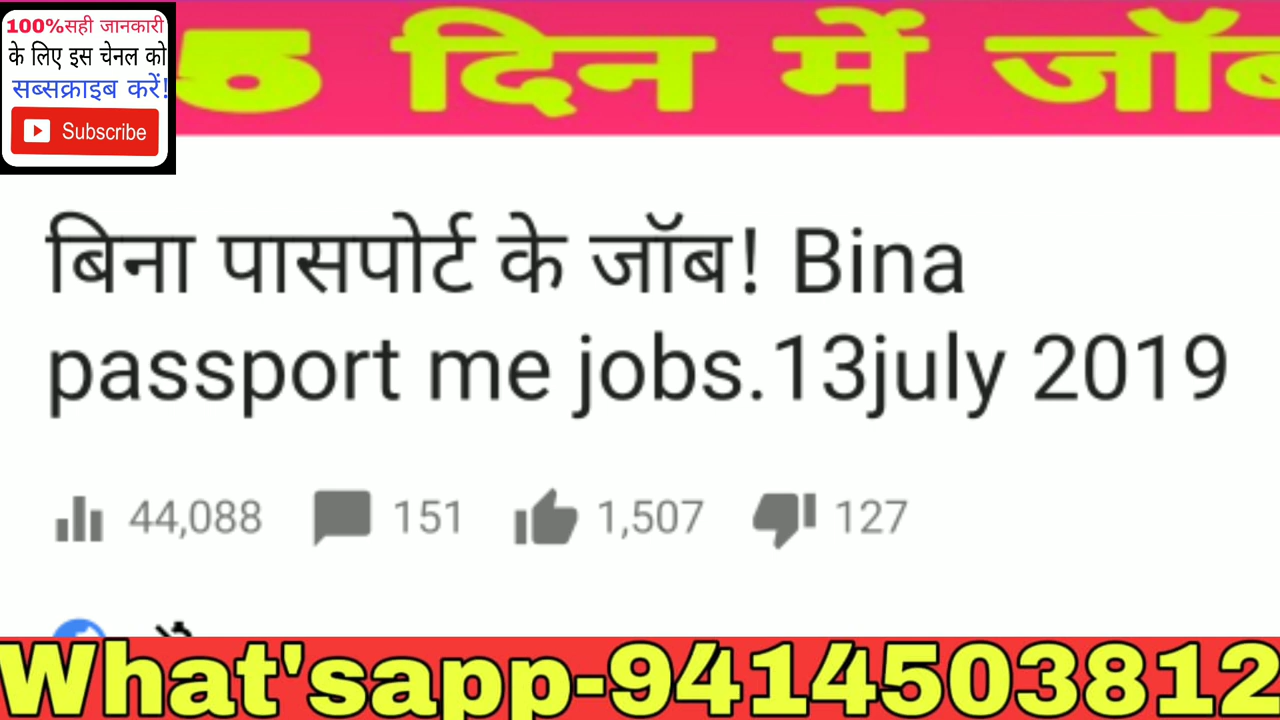 100%सही जानकारी
के लिए इस चेनल को
सब्सक्राइब करें!
Subscribe
5 दिन में जॉब
बिना पासपोर्ट के जॉब! Bina
passport me jobs.13july 2019
44,088 151 1,507 127
What'sapp-9414503812